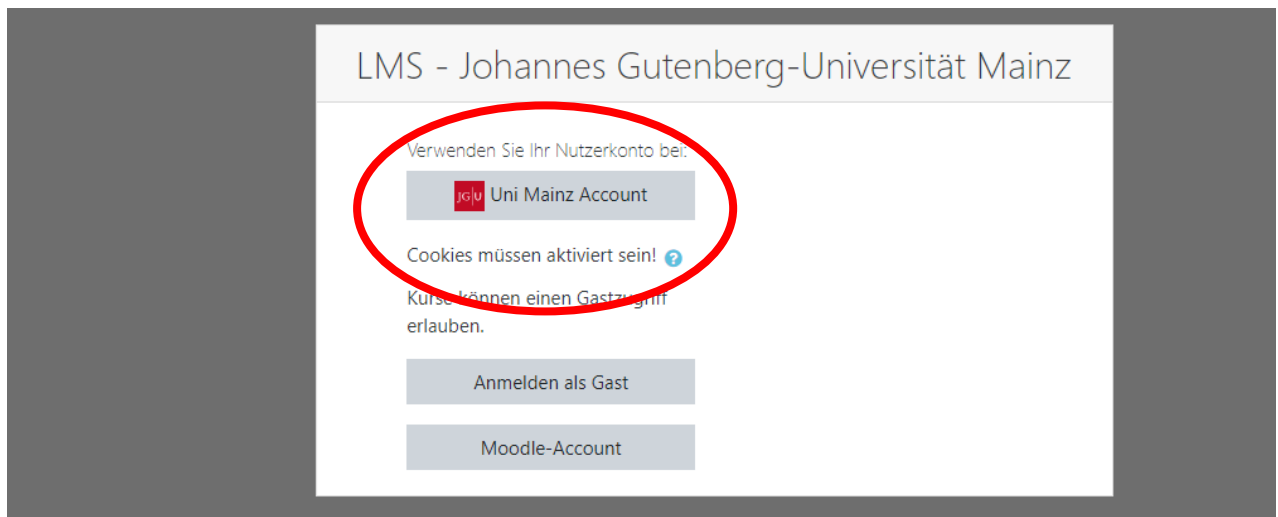 LMS - Johannes Gutenberg-Universität Mainz
Verwenden Sie Ihr Nutzerkonto bei:
JG|U Uni Mainz Account
Cookies müssen aktiviert sein! ?
Kurse können einen Gastzugriff
erlauben.
Anmelden als Gast
Moodle-Account